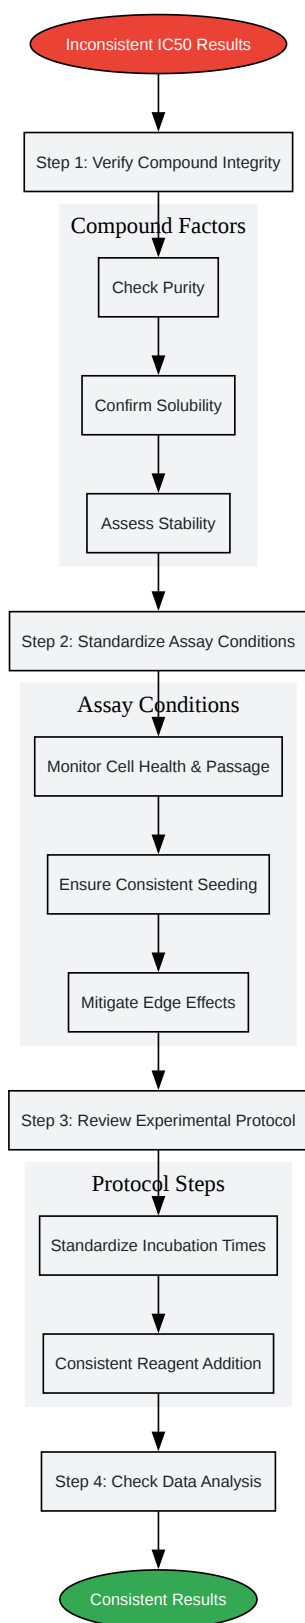 Inconsistent IC50 Results
Step 1: Verify Compound Integrity
Compound Factors
Check Purity
Confirm Solubility
Assess Stability
Step 2: Standardize Assay Conditions
Assay Conditions
Monitor Cell Health & Passage
Ensure Consistent Seeding
Mitigate Edge Effects
Step 3: Review Experimental Protocol
Protocol Steps
Standardize Incubation Times
Consistent Reagent Addition
Step 4: Check Data Analysis
Consistent Results